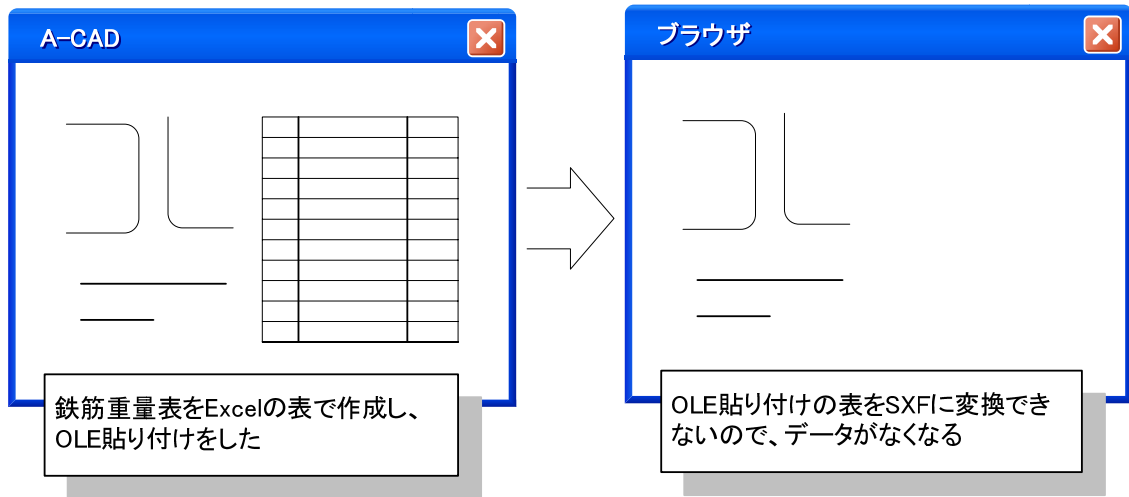 A-CAD
鉄筋重量表をExcelの表で作成し、
OLE貼り付けをした
ブラウザ
OLE貼り付けの表をSXFに変換でき
ないので、データがなくなる